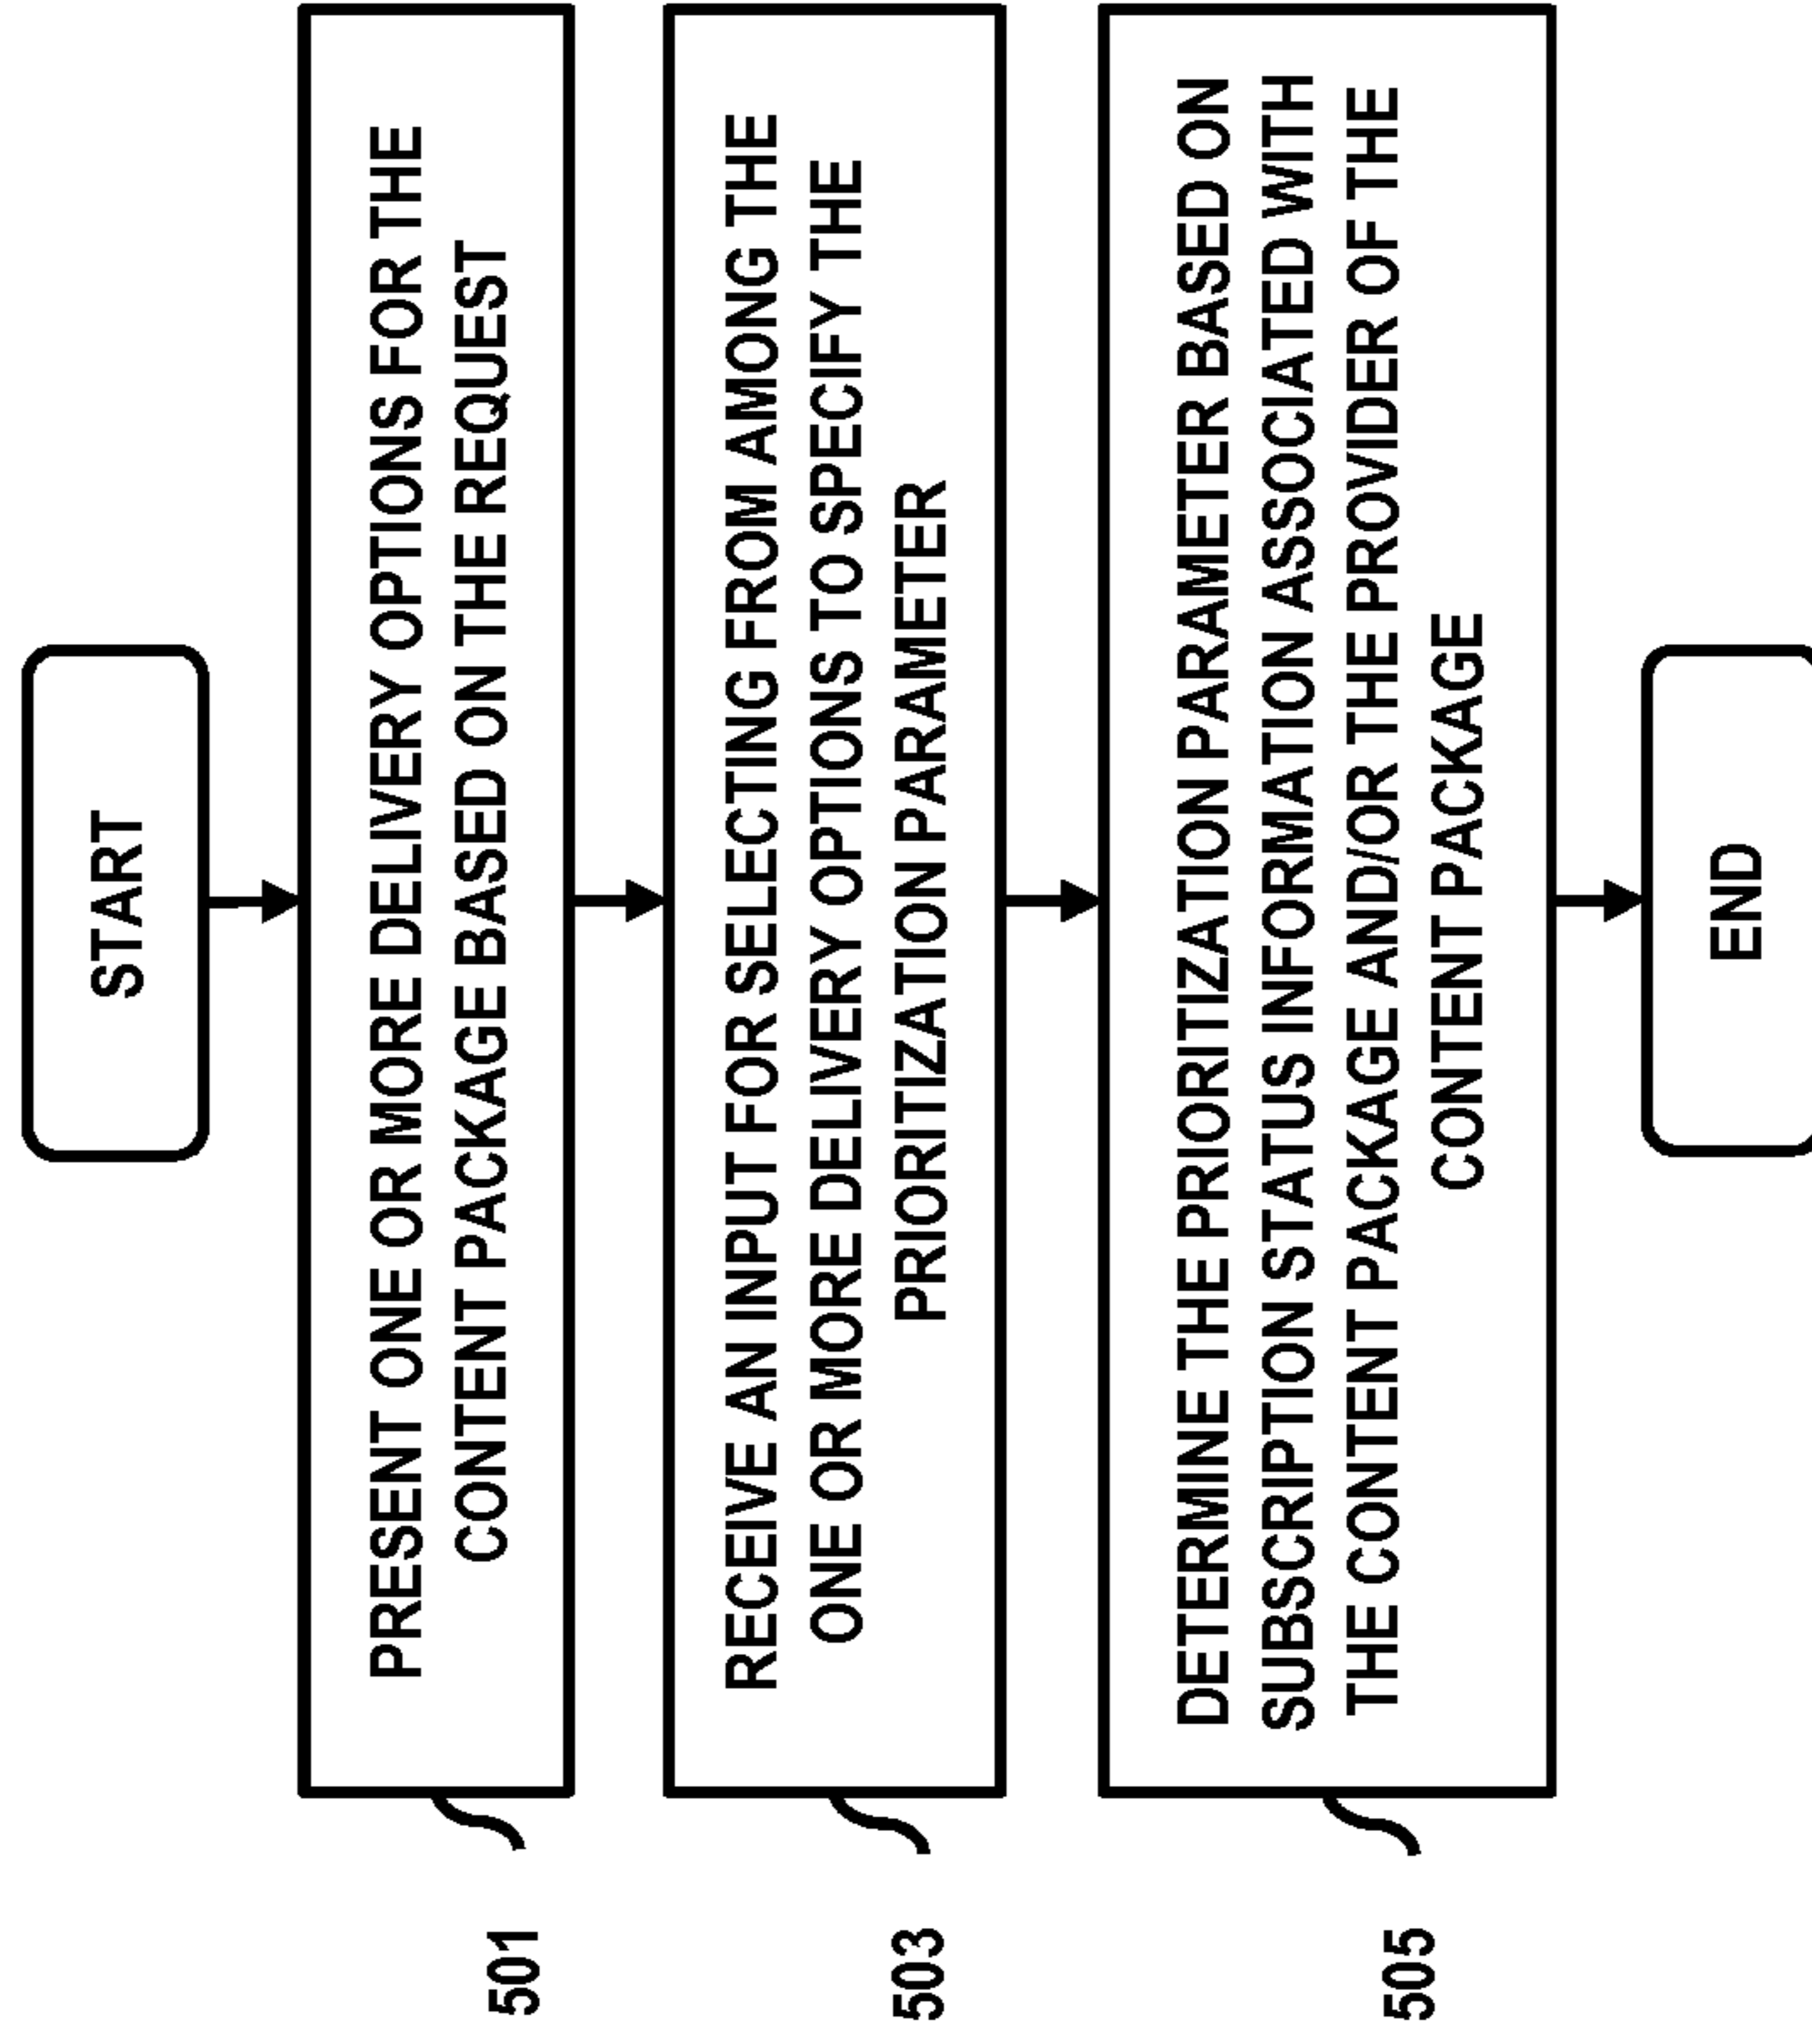 START
PRESENT ONE OR MORE DELIVERY OPTIONS FOR THE
CONTENT PACKAGE BASED ON THE REQUEST
501
RECEIVE AN INPUT FOR SELECTING FROM AMONG THE
ONE OR MORE DELIVERY OPTIONS TO SPECIFY THE
PRIORITIZATION PARAMETER
503
DETERMINE THE PRIORITIZATION PARAMETER BASED ON
SUBSCRIPTION STATUS INFORMATION ASSOCIATED WITH
THE CONTENT PACKAGE AND/OR THE PROVIDER OF THE
CONTENT PACKAGE
505
END